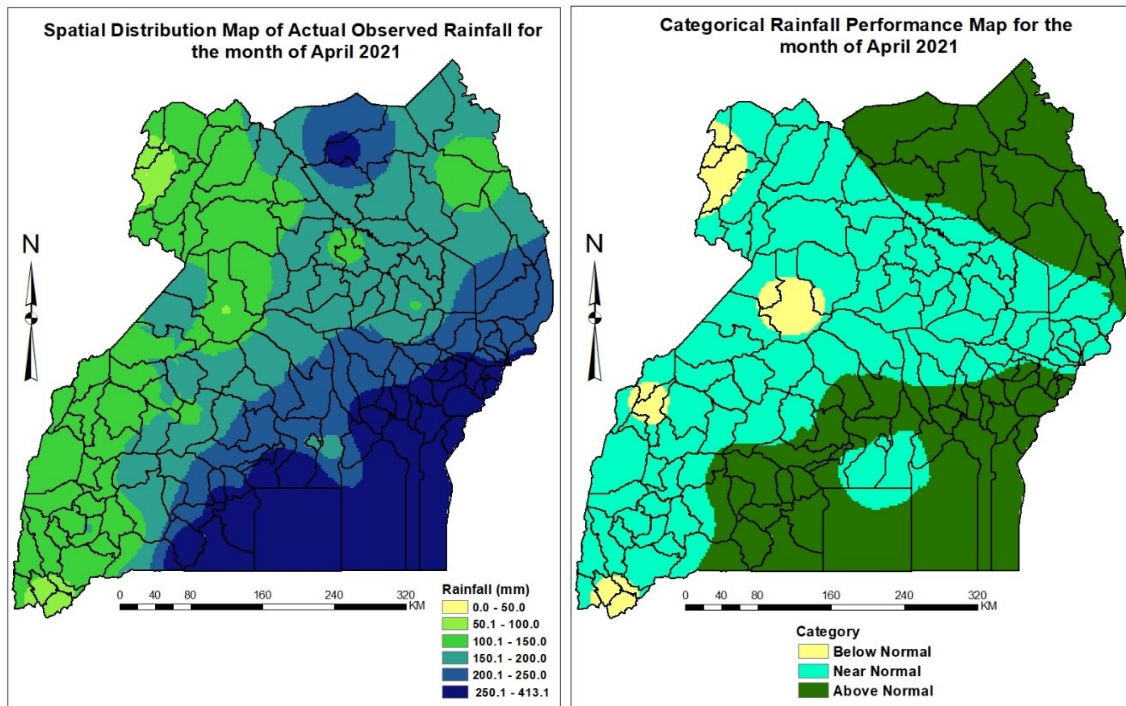 Spatial Distribution Map of Actual Observed Rainfall for
the month of April 2021
N
0 40 80 160 240 320
KM
Rainfall (mm)
0.0 - 50.0
50.1 - 100.0
100.1 - 150.0
150.1 - 200.0
200.1 - 250.0
250.1 - 413.1
Categorical Rainfall Performance Map for the
month of April 2021
N
0 40 80 160 240 320
KM
Category
Below Normal
Near Normal
Above Normal